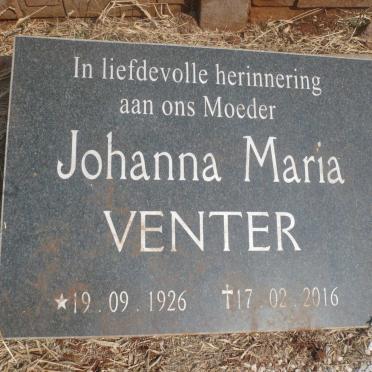 In liefdevolle herinnering
aan ons Moeder
Johanna Maria
VENTER
★19.09.1926 ✝17.02.2016